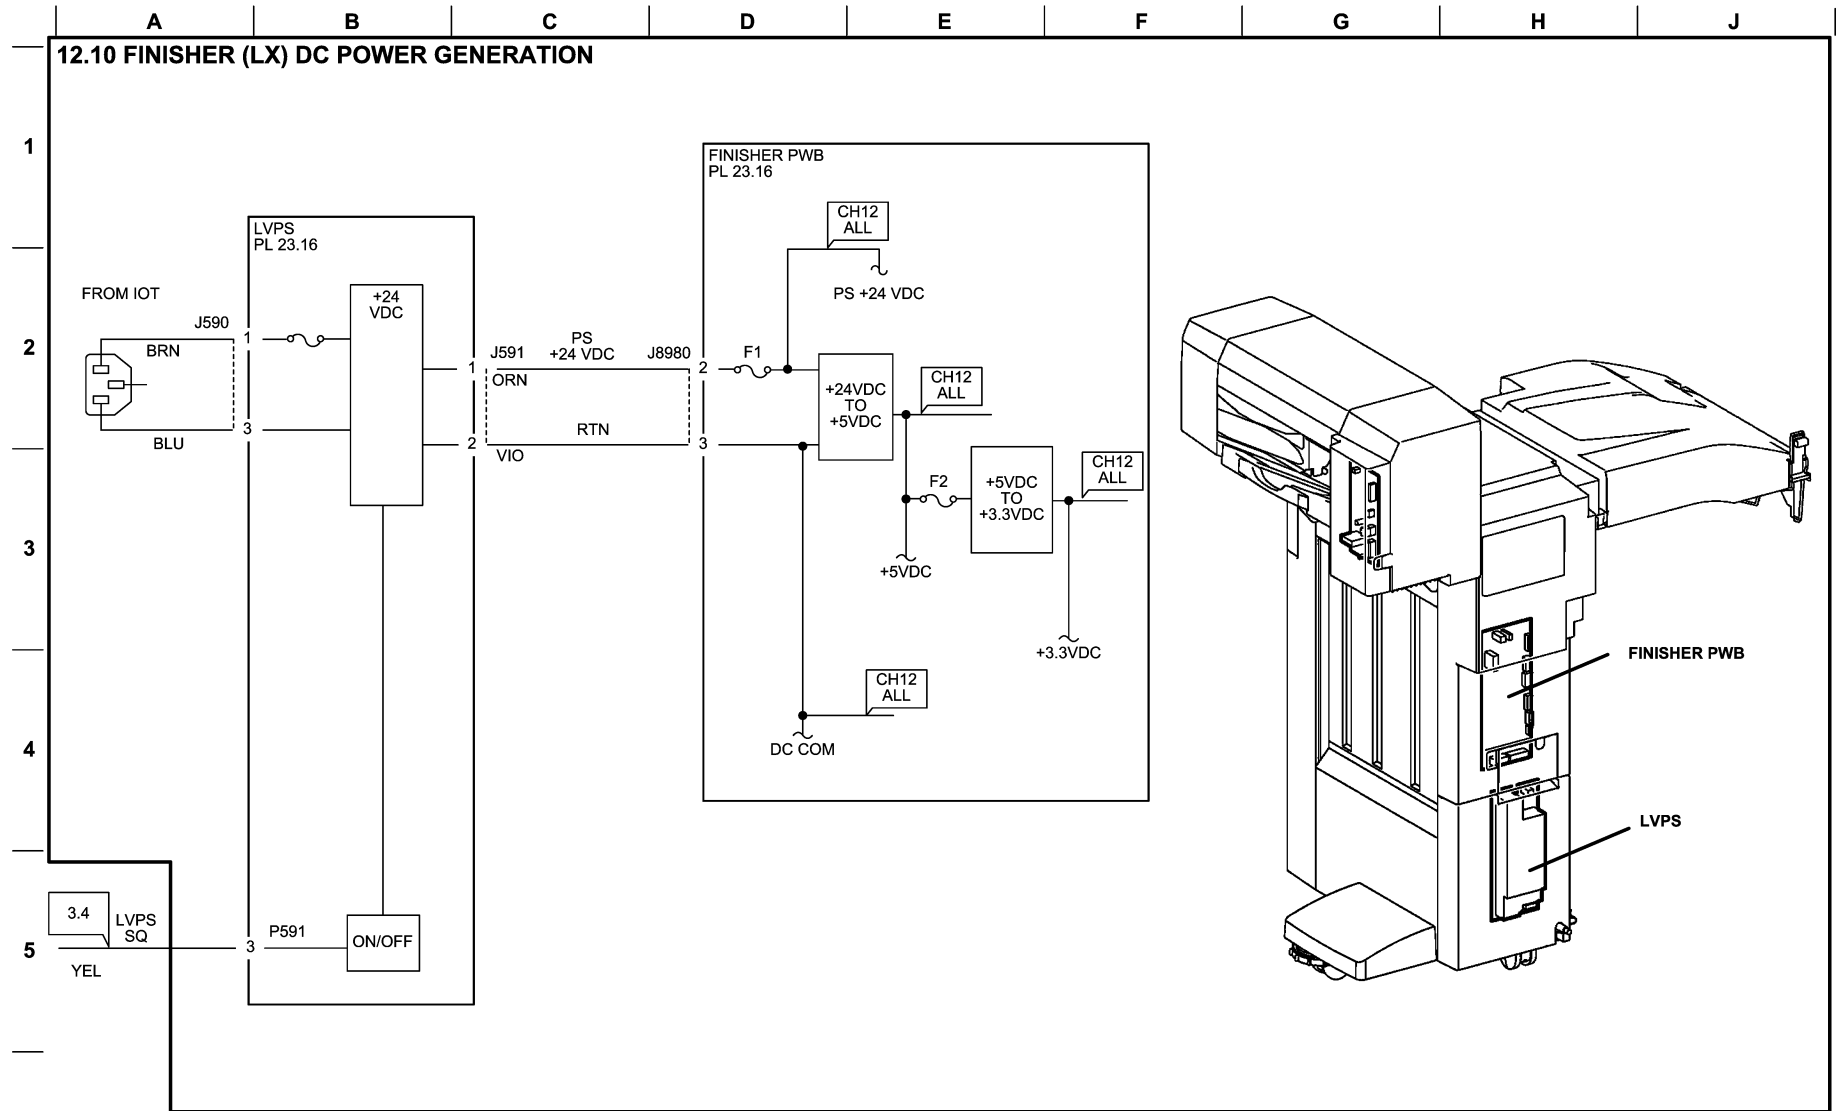 A B C D E F G H J
12.10 FINISHER (LX) DC POWER GENERATION
1
2
3
4
5
FINISHER PWB
PL 23.16
CH12
ALL
LVPS
PL 23.16
FROM IOT
+24
VDC
PS +24 VDC
J590
1
BRN
BLU
3
J591
PS
+24 VDC
J8980
1
ORN
2
F1
RTN
2
VIO
3
+24VDC
TO
+5VDC
CH12
ALL
F2
+5VDC
TO
+3.3VDC
CH12
ALL
+5VDC
+3.3VDC
CH12
ALL
DC COM
FINISHER PWB
LVPS
3.4
LVPS
SQ
YEL
3
P591
ON/OFF